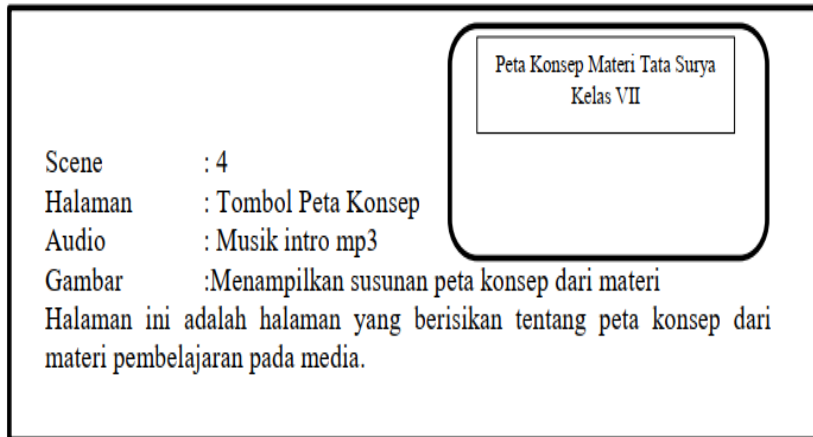 Peta Konsep Materi Tata Surya
Kelas VII
Scene : 4
Halaman : Tombol Peta Konsep
Audio : Musik intro mp3
Gambar :Menampilkan susunan peta konsep dari materi
Halaman ini adalah halaman yang berisikan tentang peta konsep dari
materi pembelajaran pada media.